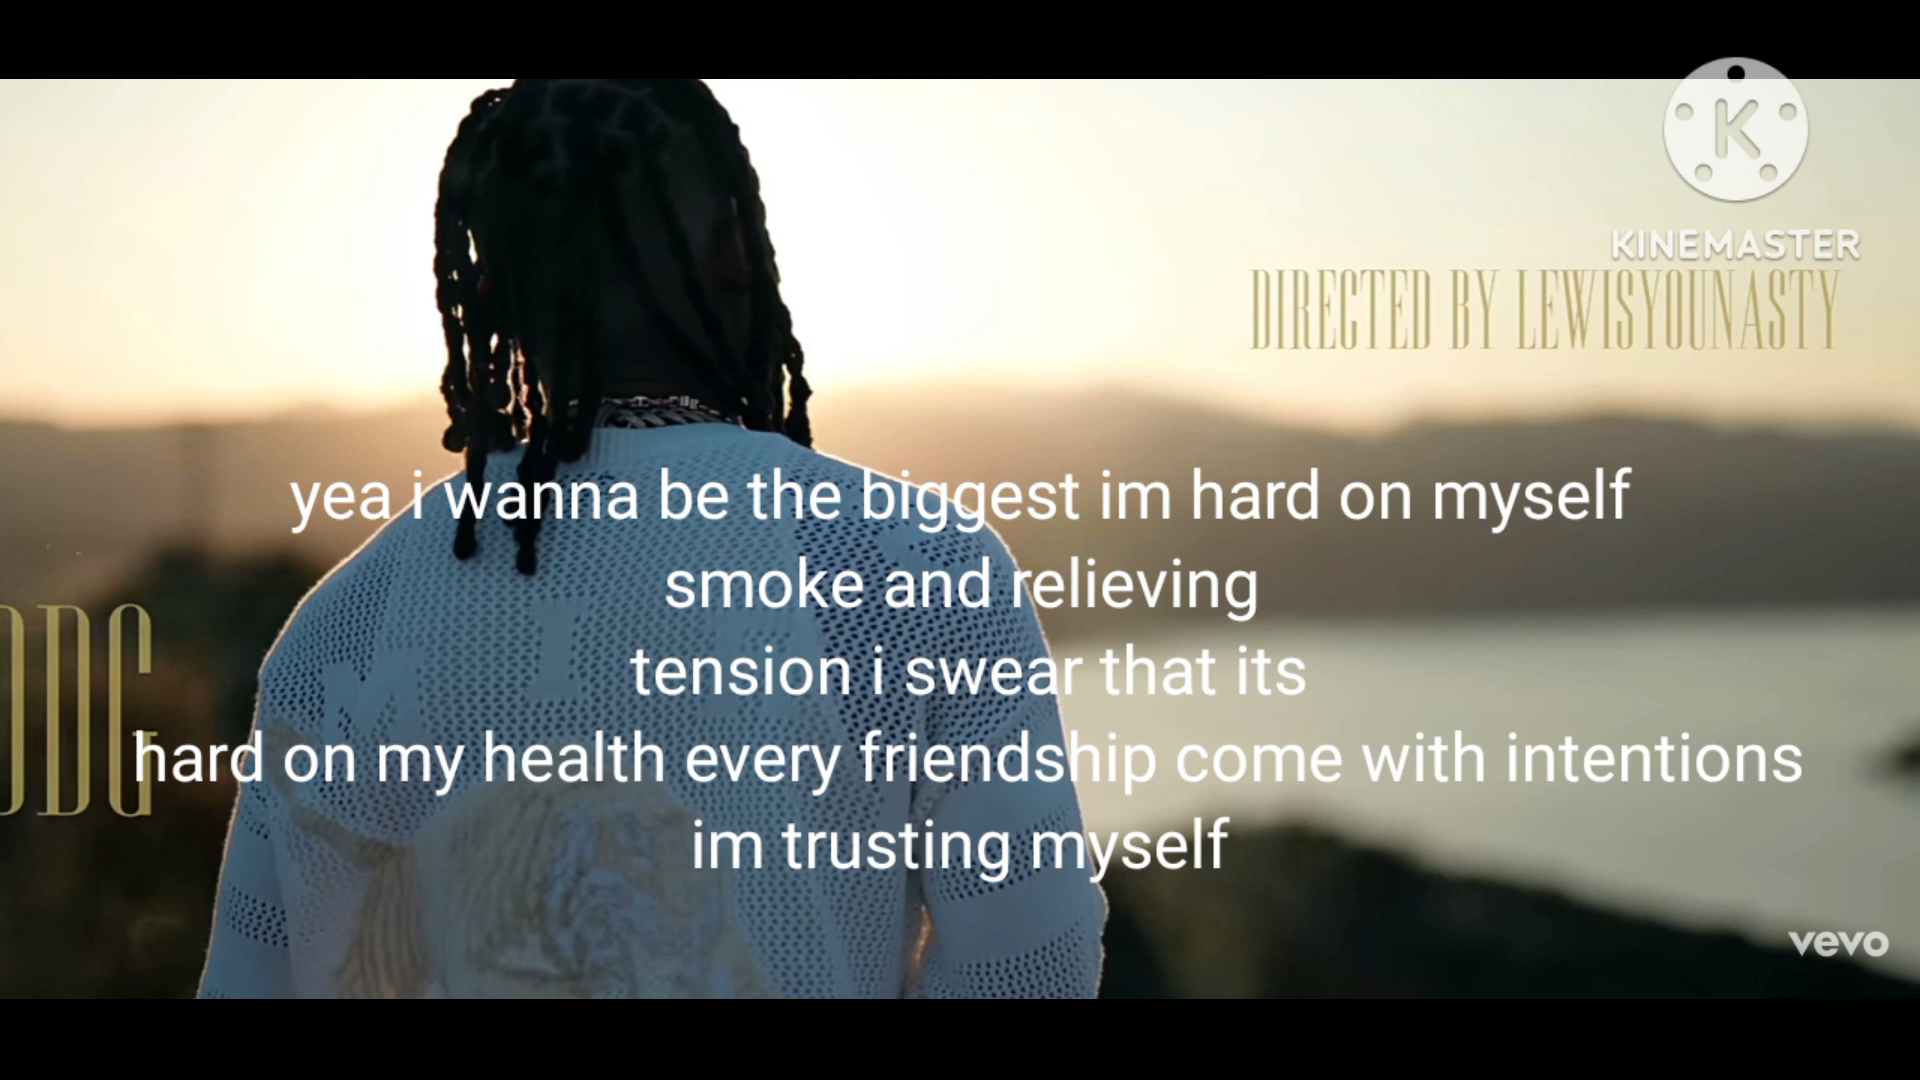 KINEMASTER
DIRECTED BY LEWISYOUNASTY
yea i wanna be the biggest im hard on myself
smoke and relieving
tension i swear that its
DDG
hard on my health every friendship come with intentions
im trusting myself
vevo